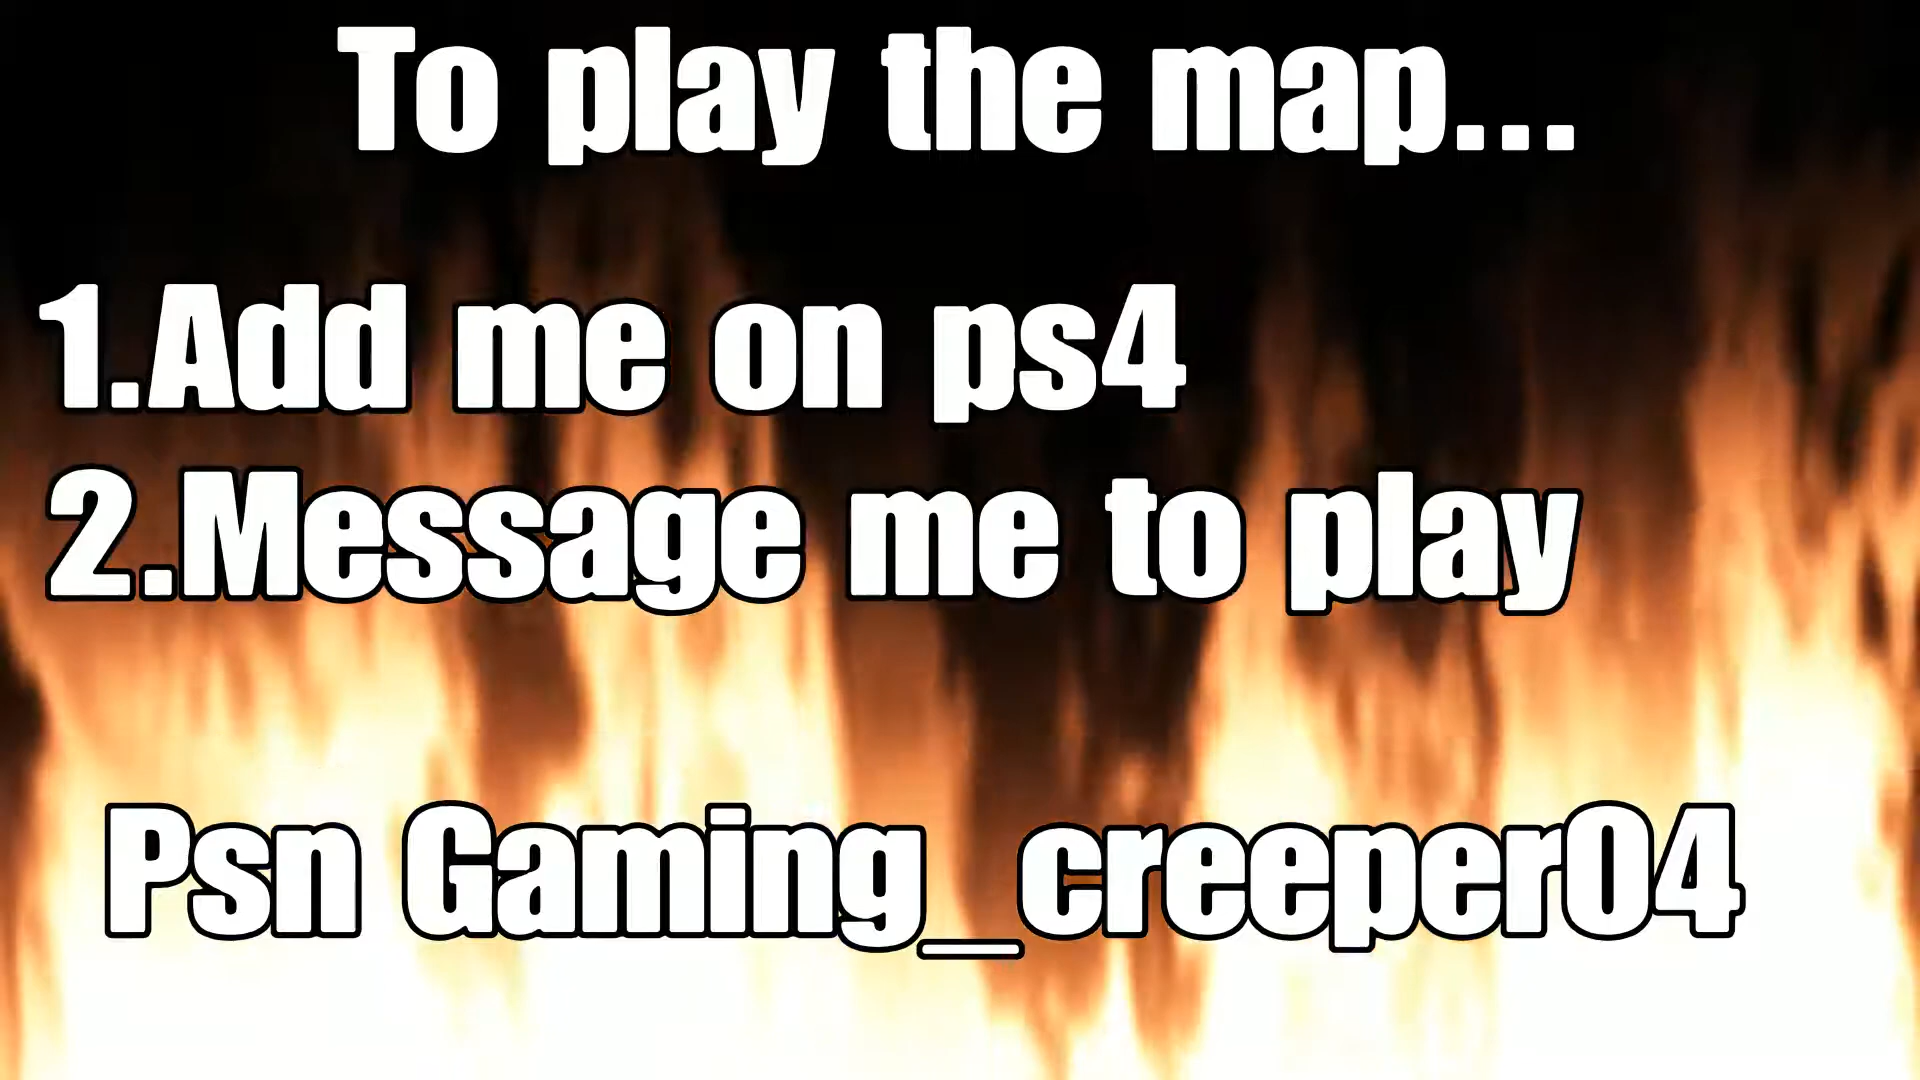 To play the map...
1.Add me on ps4
2.Message me to play
Psn Gaming_creeper04